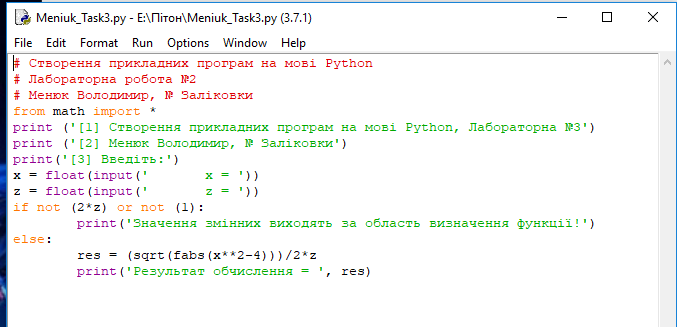 Meniuk_Task3.py - E:\Пітон\Meniuk_Task3.py (3.7.1)
File Edit Format Run Options Window Help
# Створення прикладних програм на мові Python
# Лабораторна робота №2
# Менюк Володимир, № Заліковки
from math import *
print ('[1] Створення прикладних програм на мові Python, Лабораторна №3')
print ('[2] Менюк Володимир, № Заліковки')
print('[3] Введіть:')
x = float(input('       x = '))
z = float(input('       z = '))
if not (2*z) or not (1):
        print('Значення змінних виходять за область визначення функції!')
else:
        res = (sqrt(fabs(x**2-4)))/2*z
        print('Результат обчислення = ', res)